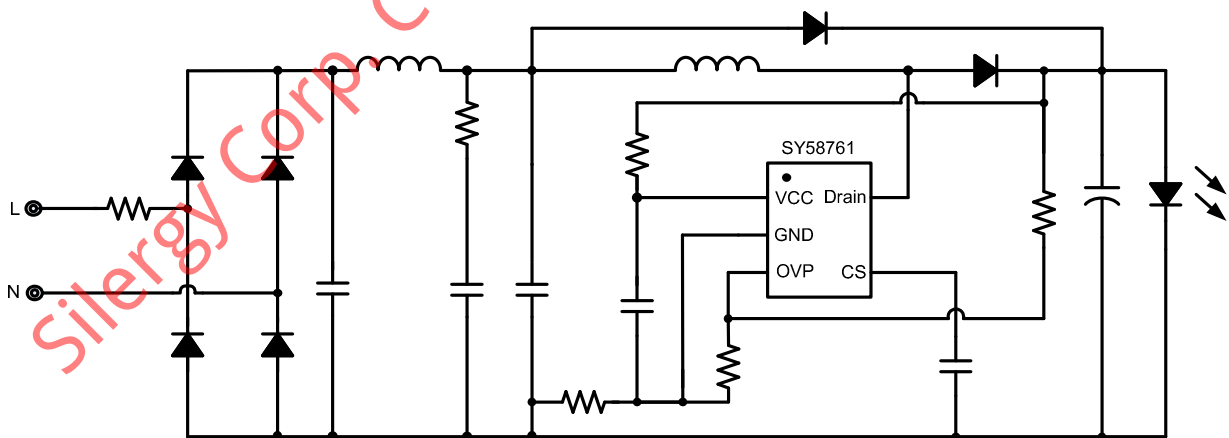 Silergy Corp. C
SY58761
VCC Drain
GND
OVP CS
L
N